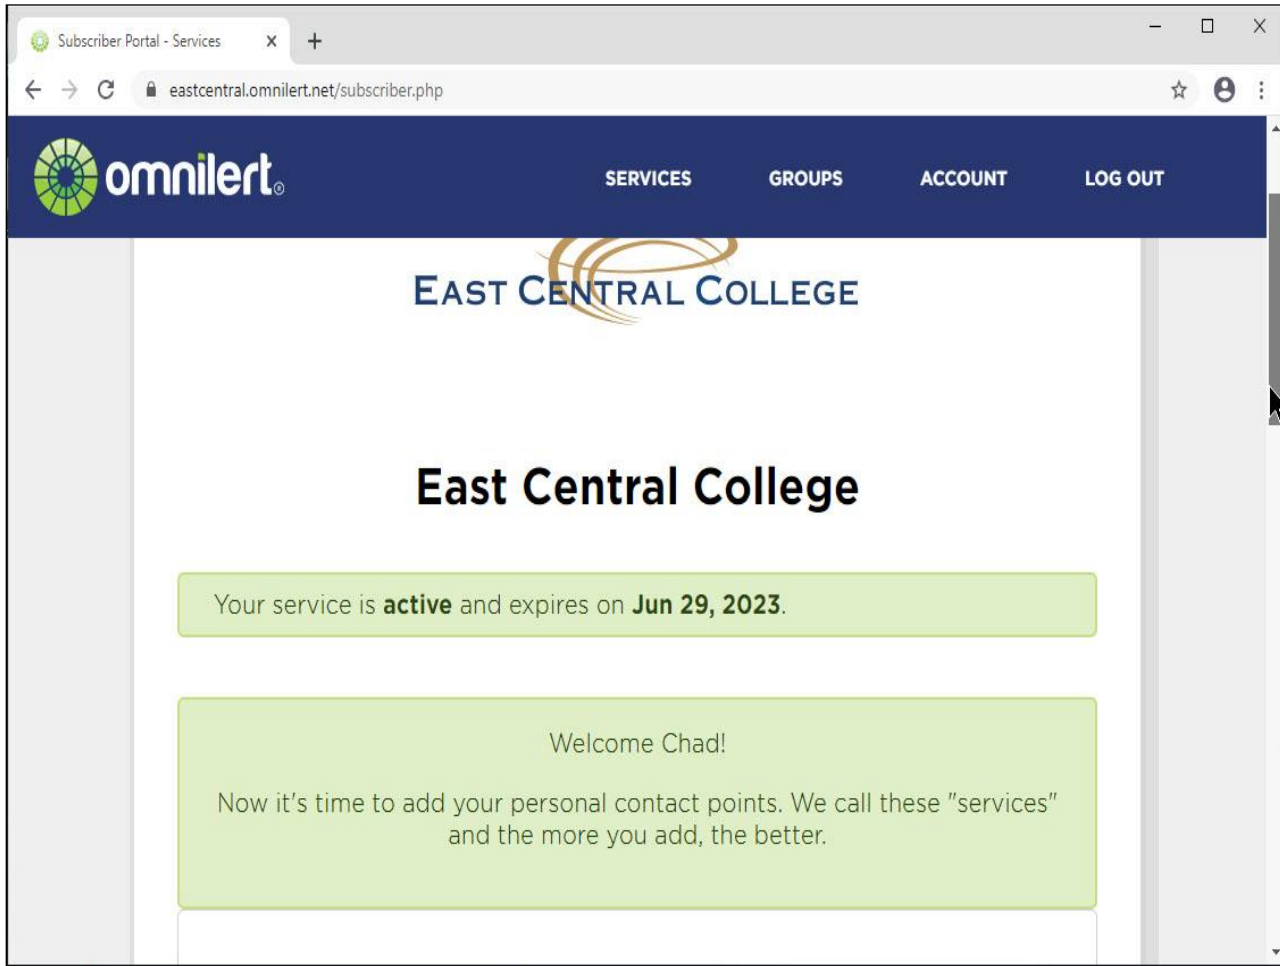 Subscriber Portal - Services
eastcentral.omnilert.net/subscriber.php
omnilert®
SERVICES GROUPS ACCOUNT LOG OUT
EAST CENTRAL COLLEGE
East Central College
Your service is active and expires on Jun 29, 2023.
Welcome Chad!
Now it's time to add your personal contact points. We call these "services"
and the more you add, the better.